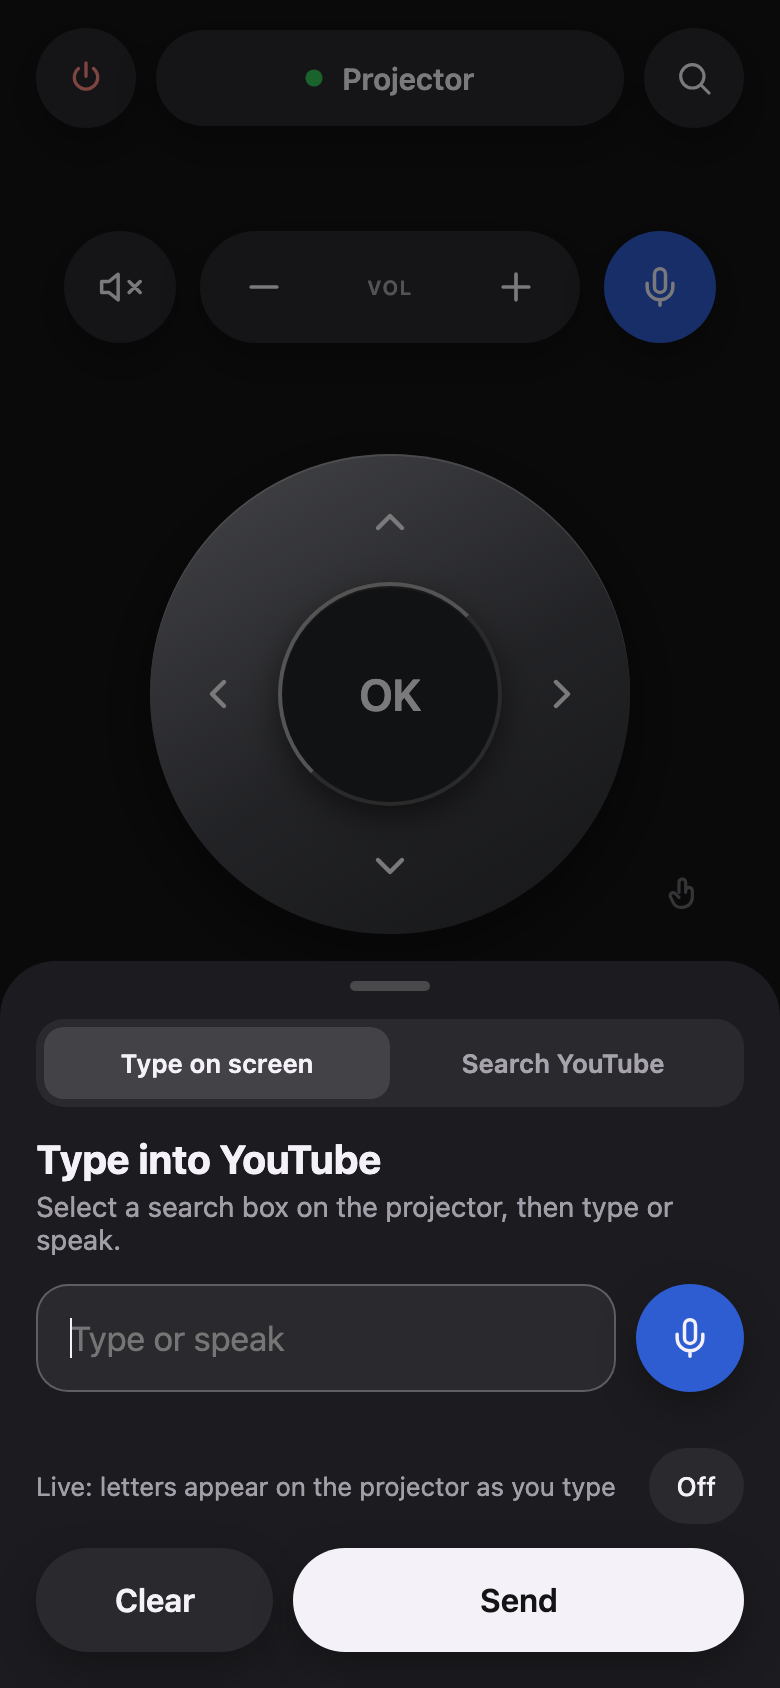 Projector
VOL
OK
Type on screen
Search YouTube
Type into YouTube
Select a search box on the projector, then type or
speak.
Type or speak
Live: letters appear on the projector as you type
Off
Clear
Send